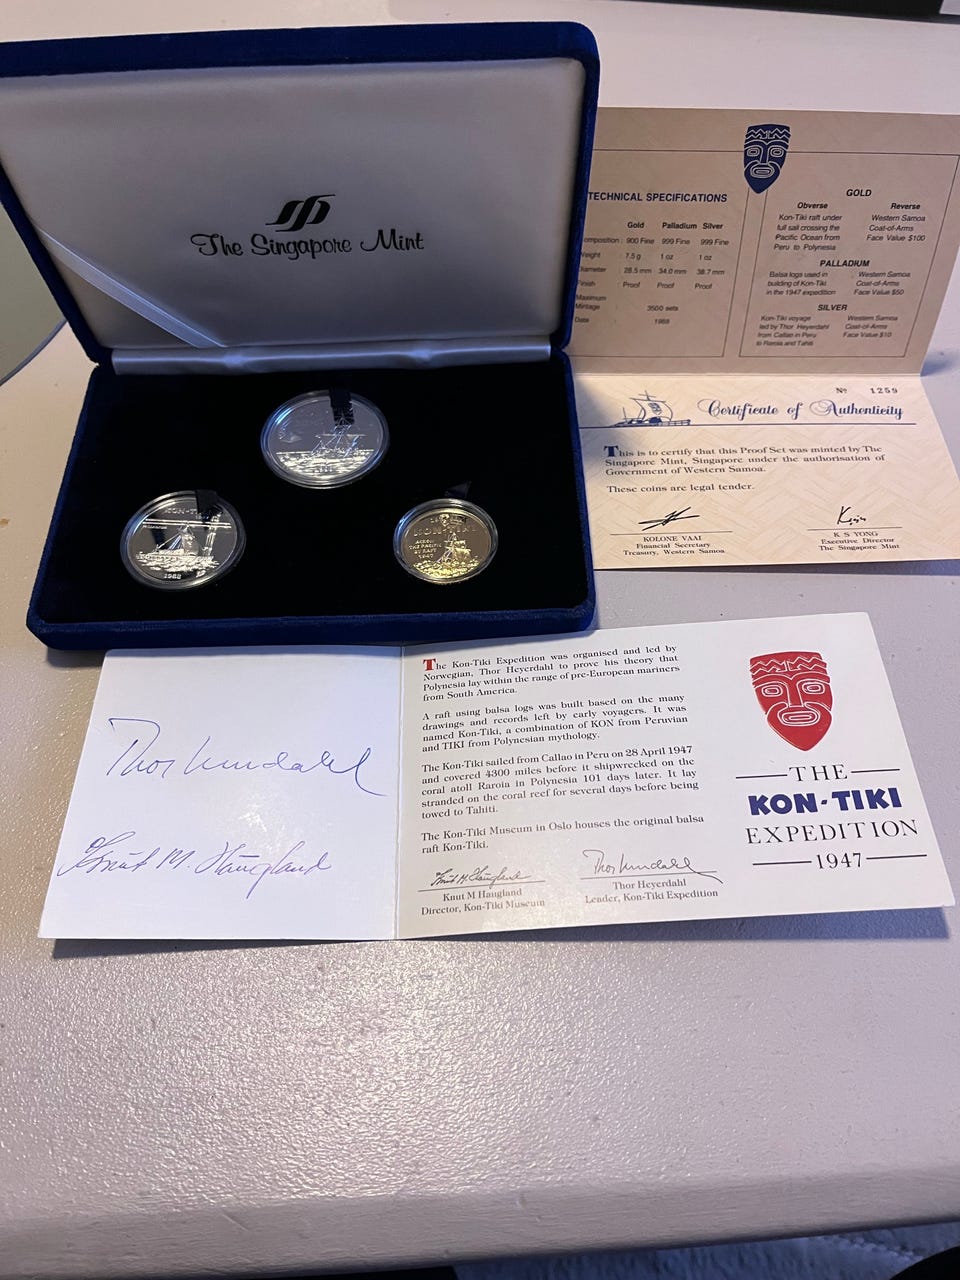 The Singapore Mint
TECHNICAL SPECIFICATIONS
Gold Palladium Silver
Composition : 900 Fine 999 Fine 999 Fine
Weight : 7.5 g 1 oz 1 oz
Diameter 28.5 mm 34.0 mm 38.7 mm
Finish Proof Proof Proof
Maximum
Mintage 3500 sets
Date 1988
GOLD
Obverse Reverse
Kon-Tiki raft under Western Samoa
full sail crossing the Coat-of-Arms
Pacific Ocean from Face Value $100
Peru to Polynesia
PALLADIUM
Balsa logs used in Western Samoa
building of Kon-Tiki Coat-of-Arms
in the 1947 expedition Face Value $50
SILVER
Kon-Tiki voyage Western Samoa
led by Thor Heyerdahl Coat-of-Arms
from Callao in Peru Face Value $10
to Raroia and Tahiti
Nº 1259
Certificate of Authenticity
This is to certify that this Proof Set was minted by The
Singapore Mint, Singapore under the authorisation of
Government of Western Samoa.
These coins are legal tender.
KOLONE VAAI
Financial Secretary
Treasury, Western Samoa
K S YONG
Executive Director
The Singapore Mint
KON-TIKI
1988
ACROSS
THE PACIFIC
BY RAFT
1947
Thor Heyerdahl
Knut M. Haugland
The Kon-Tiki Expedition was organised and led by
Norwegian, Thor Heyerdahl to prove his theory that
Polynesia lay within the range of pre-European mariners
from South America.
A raft using balsa logs was built based on the many
drawings and records left by early voyagers. It was
named Kon-Tiki, a combination of KON from Peruvian
and TIKI from Polynesian mythology.
The Kon-Tiki sailed from Callao in Peru on 28 April 1947
and covered 4300 miles before it shipwrecked on the
coral atoll Raroia in Polynesia 101 days later. It lay
stranded on the coral reef for several days before being
towed to Tahiti.
The Kon-Tiki Museum in Oslo houses the original balsa
raft Kon-Tiki.
Knut M. Haugland
Knut M Haugland
Director, Kon-Tiki Museum
Thor Heyerdahl
Thor Heyerdahl
Leader, Kon-Tiki Expedition
THE
KON-TIKI
EXPEDITION
1947